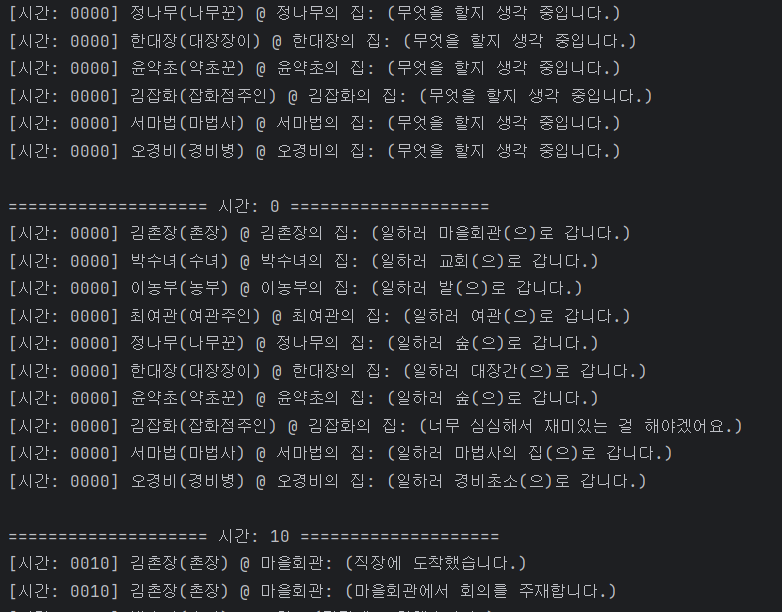 [시간: 0000] 정나무(나무꾼) @ 정나무의 집: (무엇을 할지 생각 중입니다.)
[시간: 0000] 한대장(대장장이) @ 한대장의 집: (무엇을 할지 생각 중입니다.)
[시간: 0000] 윤약초(약초꾼) @ 윤약초의 집: (무엇을 할지 생각 중입니다.)
[시간: 0000] 김잡화(잡화점주인) @ 김잡화의 집: (무엇을 할지 생각 중입니다.)
[시간: 0000] 서마법(마법사) @ 서마법의 집: (무엇을 할지 생각 중입니다.)
[시간: 0000] 오경비(경비병) @ 오경비의 집: (무엇을 할지 생각 중입니다.)
==================== 시간: 0 ====================
[시간: 0000] 김촌장(촌장) @ 김촌장의 집: (일하러 마을회관(으)로 갑니다.)
[시간: 0000] 박수녀(수녀) @ 박수녀의 집: (일하러 교회(으)로 갑니다.)
[시간: 0000] 이농부(농부) @ 이농부의 집: (일하러 밭(으)로 갑니다.)
[시간: 0000] 최여관(여관주인) @ 최여관의 집: (일하러 여관(으)로 갑니다.)
[시간: 0000] 정나무(나무꾼) @ 정나무의 집: (일하러 숲(으)로 갑니다.)
[시간: 0000] 한대장(대장장이) @ 한대장의 집: (일하러 대장간(으)로 갑니다.)
[시간: 0000] 윤약초(약초꾼) @ 윤약초의 집: (일하러 숲(으)로 갑니다.)
[시간: 0000] 김잡화(잡화점주인) @ 김잡화의 집: (너무 심심해서 재미있는 걸 해야겠어요.)
[시간: 0000] 서마법(마법사) @ 서마법의 집: (일하러 마법사의 집(으)로 갑니다.)
[시간: 0000] 오경비(경비병) @ 오경비의 집: (일하러 경비초소(으)로 갑니다.)
==================== 시간: 10 ====================
[시간: 0010] 김촌장(촌장) @ 마을회관: (직장에 도착했습니다.)
[시간: 0010] 김촌장(촌장) @ 마을회관: (마을회관에서 회의를 주재합니다.)